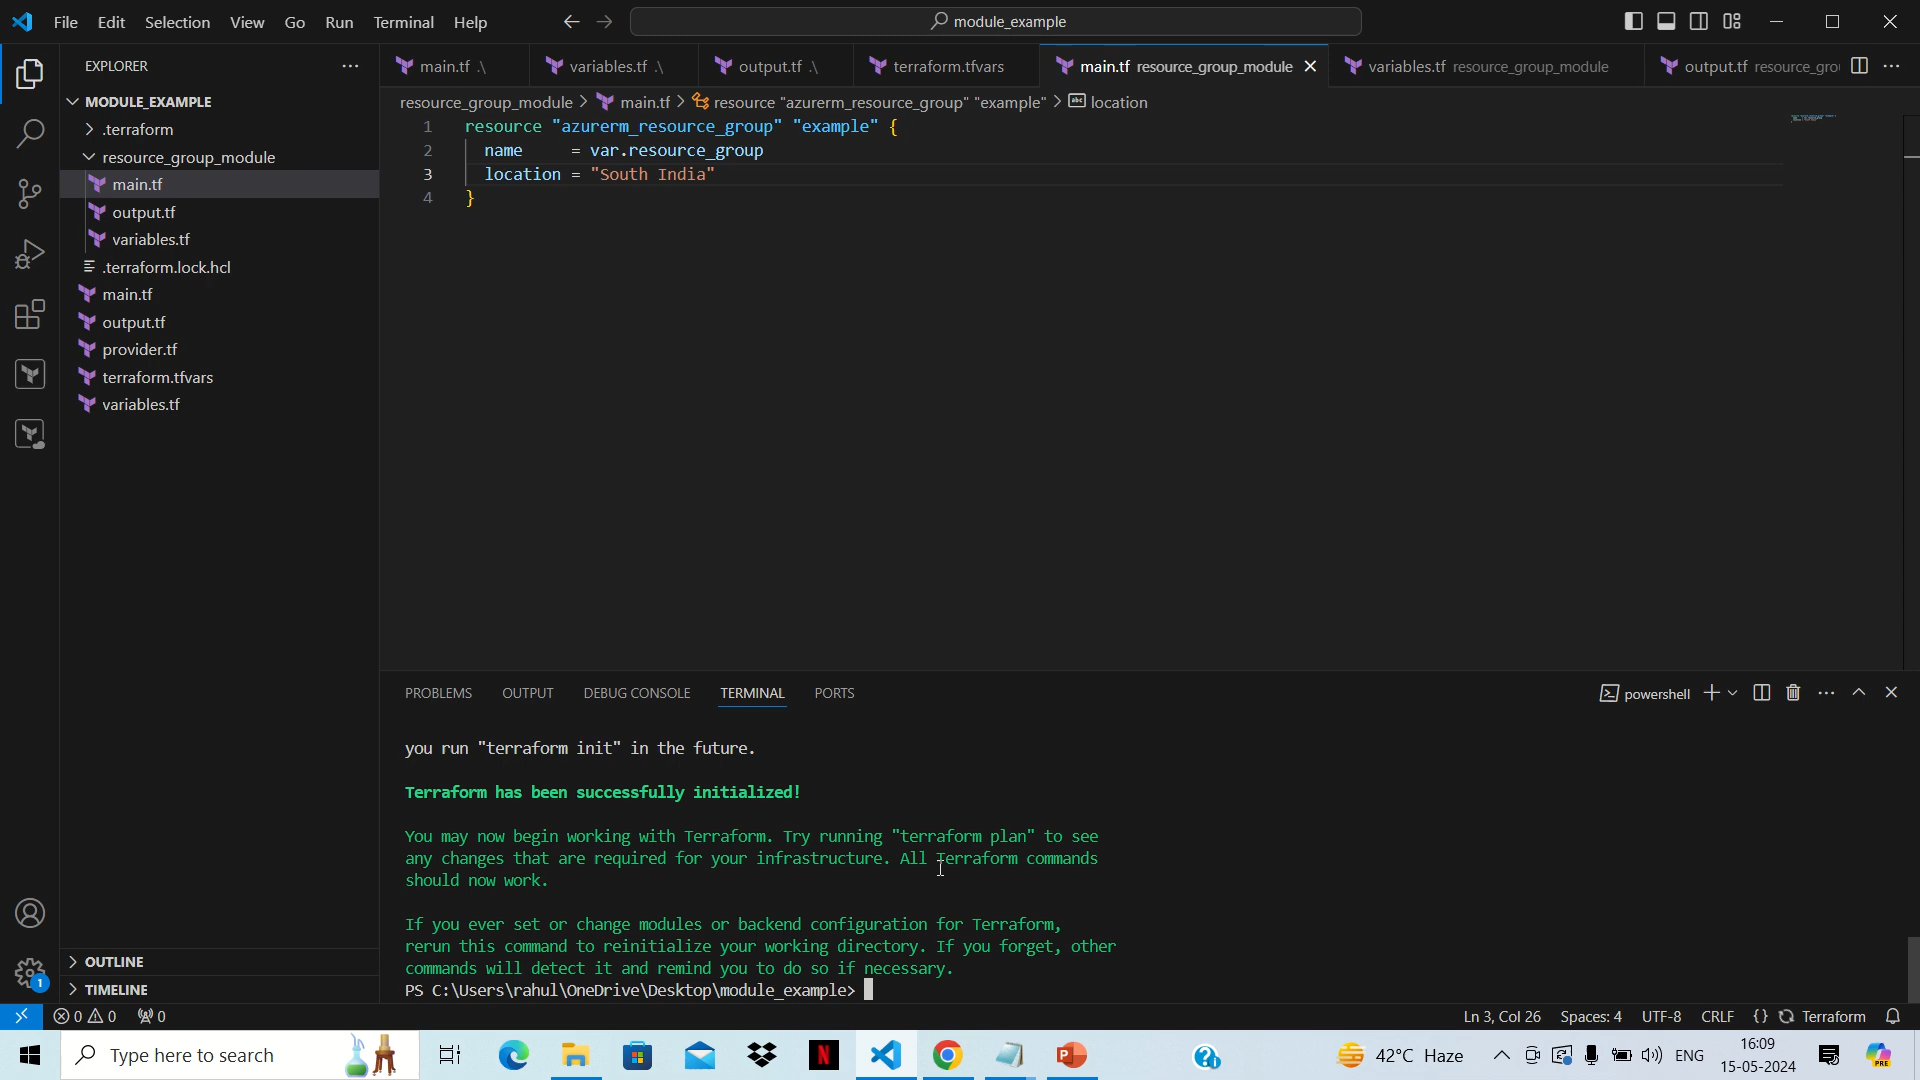 File Edit Selection View Go Run Terminal Help
module_example
EXPLORER
MODULE_EXAMPLE
.terraform
resource_group_module
main.tf
output.tf
variables.tf
.terraform.lock.hcl
main.tf
output.tf
provider.tf
terraform.tfvars
variables.tf
OUTLINE
TIMELINE
main.tf .\ variables.tf .\ output.tf .\ terraform.tfvars main.tf resource_group_module variables.tf resource_group_module output.tf resource_gro
resource_group_module > main.tf > resource "azurerm_resource_group" "example" > location
1 resource "azurerm_resource_group" "example" {
2 name = var.resource_group
3 location = "South India"
4 }
PROBLEMS OUTPUT DEBUG CONSOLE TERMINAL PORTS
powershell
you run "terraform init" in the future.
Terraform has been successfully initialized!
You may now begin working with Terraform. Try running "terraform plan" to see
any changes that are required for your infrastructure. All Terraform commands
should now work.
If you ever set or change modules or backend configuration for Terraform,
rerun this command to reinitialize your working directory. If you forget, other
commands will detect it and remind you to do so if necessary.
PS C:\Users\rahul\OneDrive\Desktop\module_example>
1
0 0 0
Ln 3, Col 26 Spaces: 4 UTF-8 CRLF {} Terraform
Type here to search
42°C Haze
ENG
16:09
15-05-2024
PRE